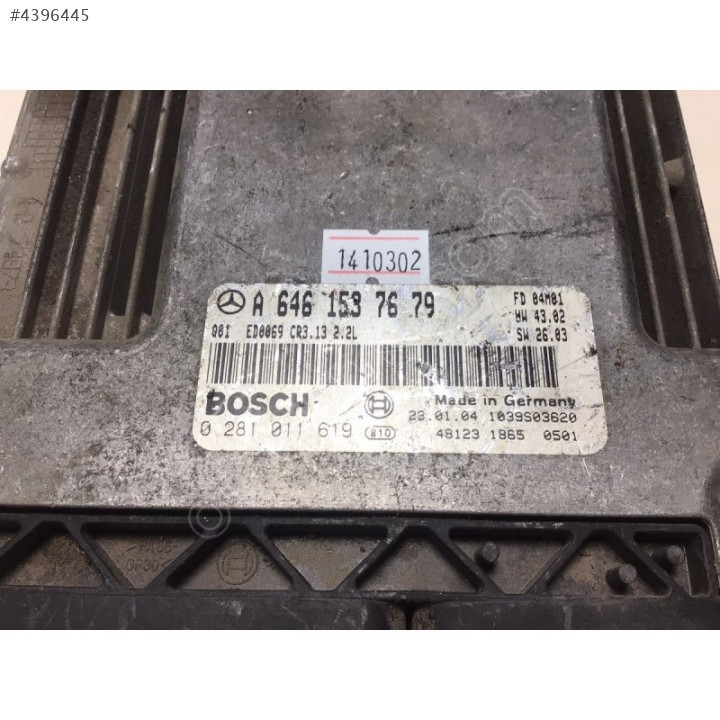 #4396445
1410302
A 646 153 76 79
FD 04M01
HW 43.02
001 ED0069 CR3.13 2.2L
SW 26.03
BOSCH
Made in Germany
23.01.04 1039S03620
0 281 011 619 810
48123 1865 0501